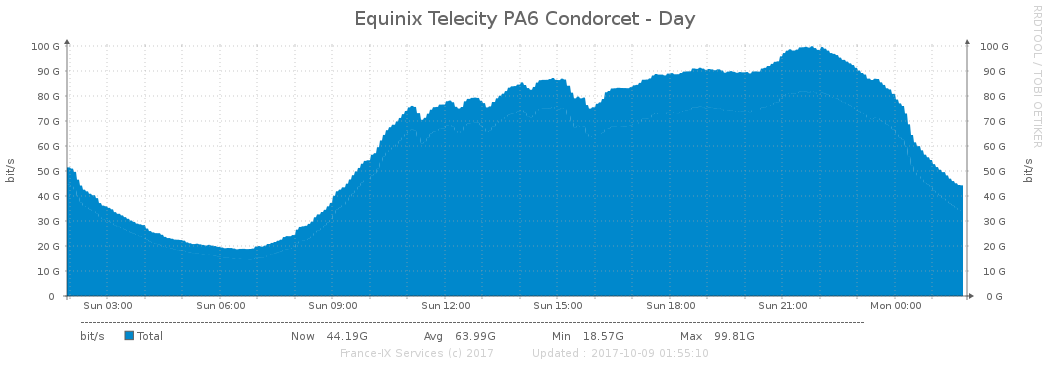 Equinix Telecity PA6 Condorcet - Day
RRDTOOL / TOBI OETIKER
100 G 100 G
90 G 90 G
80 G 80 G
70 G 70 G
60 G 60 G
50 G 50 G
40 G 40 G
30 G 30 G
20 G 20 G
10 G 10 G
0 0 G
bit/s bit/s
Sun 03:00 Sun 06:00 Sun 09:00 Sun 12:00 Sun 15:00 Sun 18:00 Sun 21:00 Mon 00:00
bit/s Total Now 44.19G Avg 63.99G Min 18.57G Max 99.81G
France-IX Services (c) 2017 Updated : 2017-10-09 01:55:10